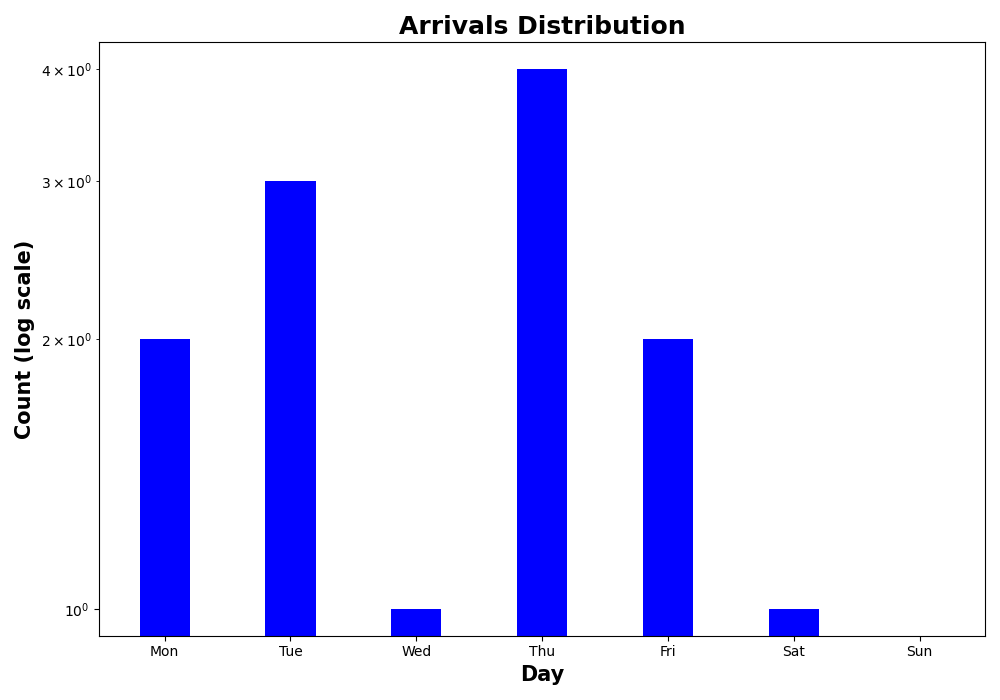 Arrivals Distribution
Count (log scale)
4 × 10⁰
3 × 10⁰
2 × 10⁰
10⁰
Mon Tue Wed Thu Fri Sat Sun
Day